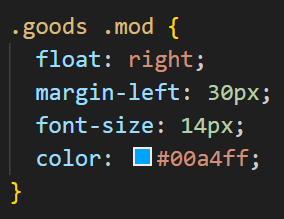 .goods .mod {
  float: right;
  margin-left: 30px;
  font-size: 14px;
  color: #00a4ff;
}